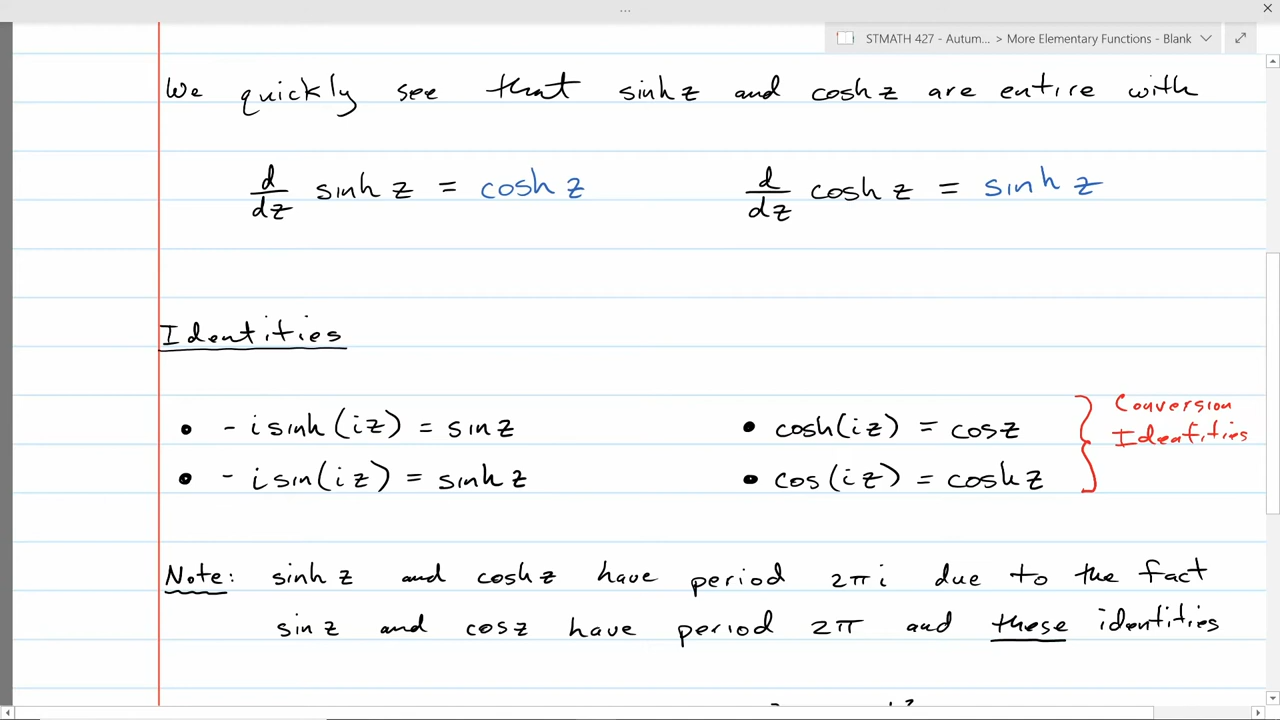 ...
STMATH 427 - Autum... > More Elementary Functions - Blank
We quickly see that sinh z and cosh z are entire with
d/dz sinh z = cosh z d/dz cosh z = sinh z
Identities
• - i sinh (iz) = sin z • cosh(iz) = cos z Conversion
Identities
• - i sin(iz) = sinh z • cos(iz) = cosh z
Note: sinh z and cosh z have period 2πi due to the fact
sin z and cos z have period 2π and these identities